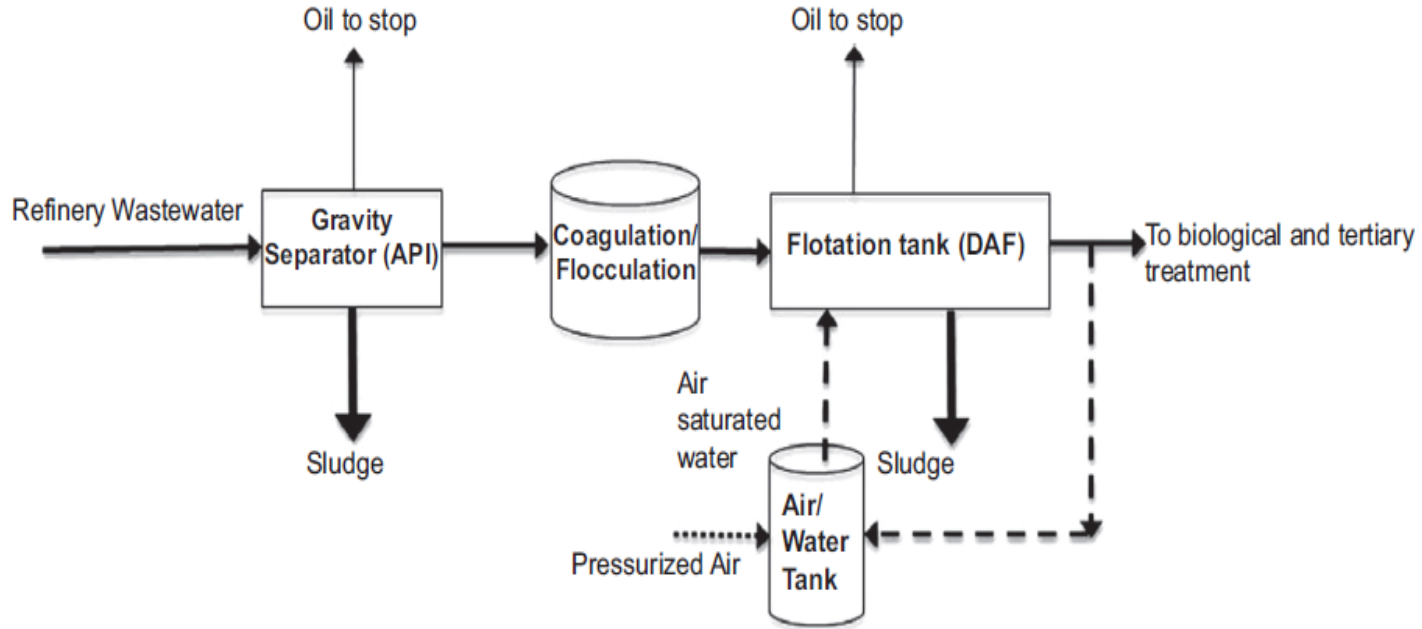 Oil to stop
Oil to stop
Refinery Wastewater
Gravity
Separator (API)
Coagulation/
Flocculation
Flotation tank (DAF)
To biological and tertiary
treatment
Air
saturated
water
Sludge
Sludge
Air/
Water
Tank
Pressurized Air